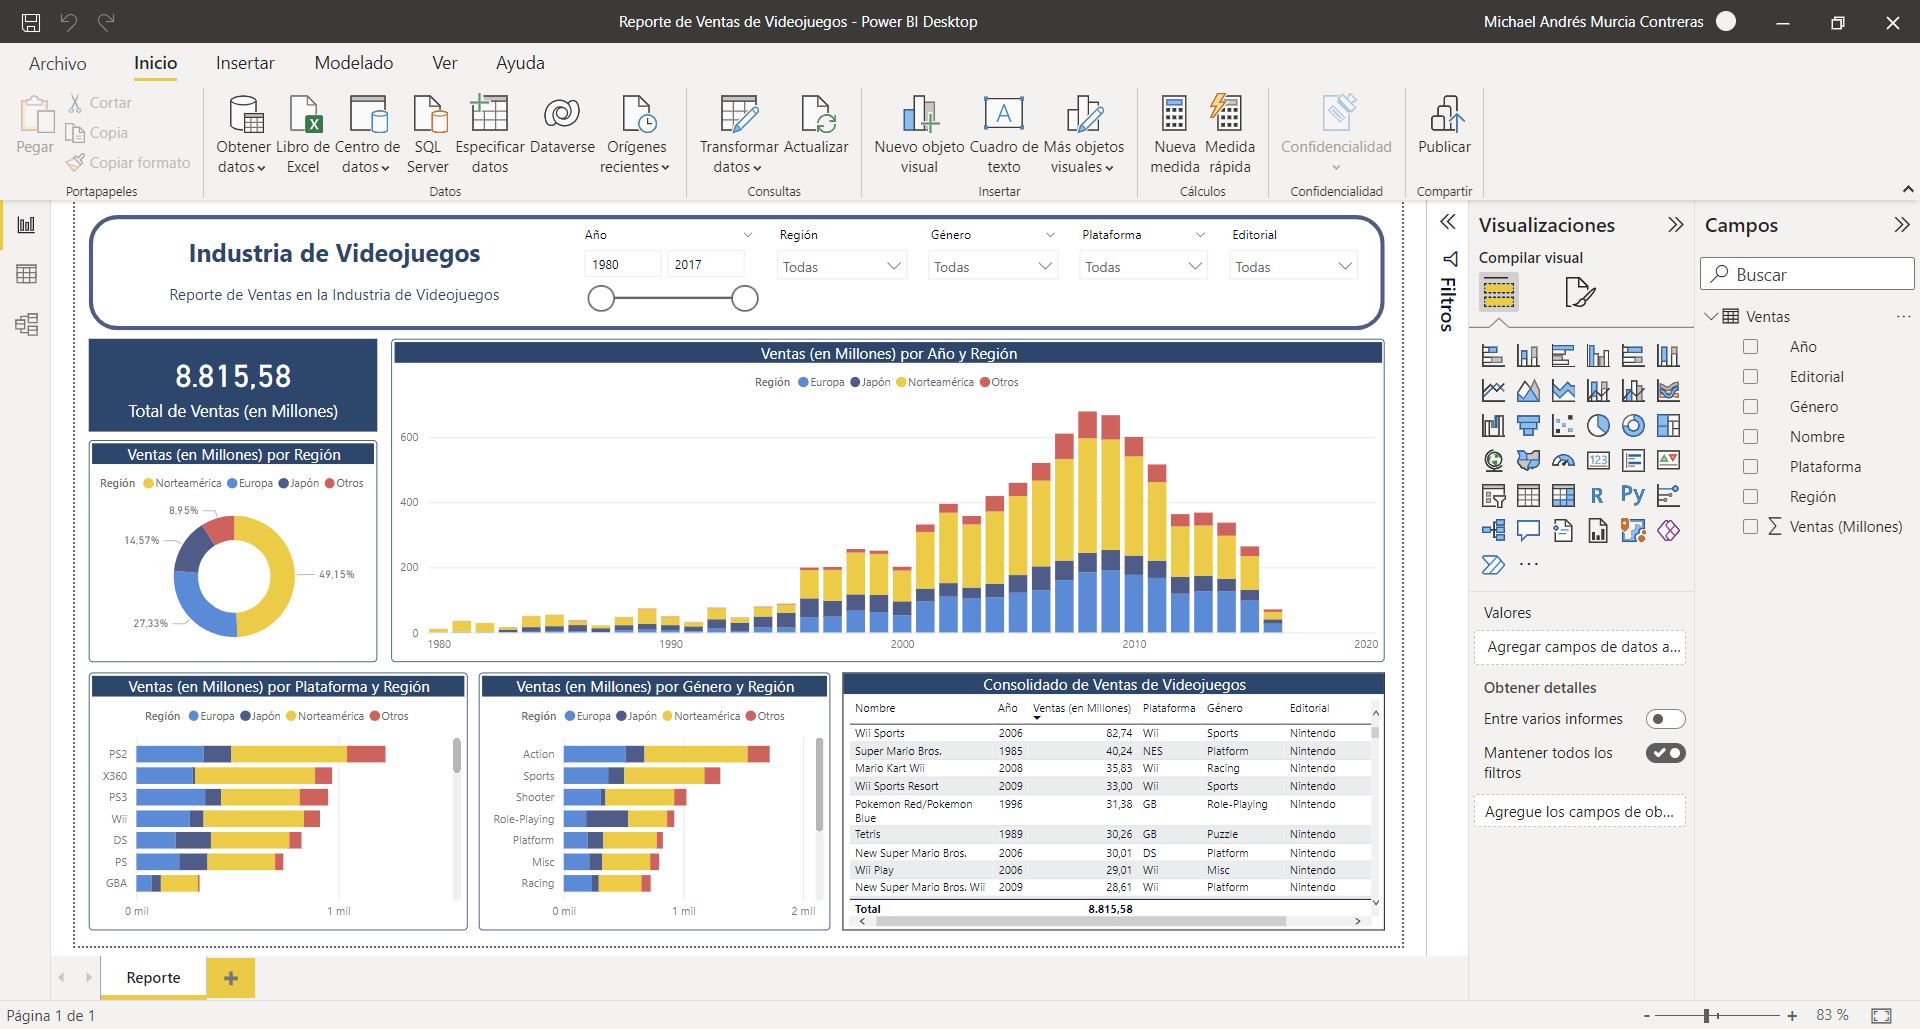 Reporte de Ventas de Videojuegos - Power BI Desktop
Michael Andrés Murcia Contreras
Archivo Inicio Insertar Modelado Ver Ayuda
Pegar
Cortar
Copia
Copiar formato
Portapapeles
Obtener datos
Libro de Excel
Centro de datos
SQL Server
Especificar datos
Dataverse
Orígenes recientes
Datos
Transformar datos
Actualizar
Consultas
Nuevo objeto visual
Cuadro de texto
Más objetos visuales
Insertar
Nueva medida
Medida rápida
Cálculos
Confidencialidad
Confidencialidad
Publicar
Compartir
Industria de Videojuegos
Reporte de Ventas en la Industria de Videojuegos
Año
1980 2017
Región
Todas
Género
Todas
Plataforma
Todas
Editorial
Todas
8.815,58
Total de Ventas (en Millones)
Ventas (en Millones) por Región
Región Norteamérica Europa Japón Otros
8,95%
14,57%
49,15%
27,33%
Ventas (en Millones) por Año y Región
Región Europa Japón Norteamérica Otros
600
400
200
0
1980 1990 2000 2010 2020
Ventas (en Millones) por Plataforma y Región
Región Europa Japón Norteamérica Otros
PS2
X360
PS3
Wii
DS
PS
GBA
0 mil 1 mil
Ventas (en Millones) por Género y Región
Región Europa Japón Norteamérica Otros
Action
Sports
Shooter
Role-Playing
Platform
Misc
Racing
0 mil 1 mil 2 mil
Consolidado de Ventas de Videojuegos
Nombre Año Ventas (en Millones) Plataforma Género Editorial
Wii Sports 2006 82,74 Wii Sports Nintendo
Super Mario Bros. 1985 40,24 NES Platform Nintendo
Mario Kart Wii 2008 35,83 Wii Racing Nintendo
Wii Sports Resort 2009 33,00 Wii Sports Nintendo
Pokemon Red/Pokemon Blue 1996 31,38 GB Role-Playing Nintendo
Tetris 1989 30,26 GB Puzzle Nintendo
New Super Mario Bros. 2006 30,01 DS Platform Nintendo
Wii Play 2006 29,01 Wii Misc Nintendo
New Super Mario Bros. Wii 2009 28,61 Wii Platform Nintendo
Total 8.815,58
Filtros
Visualizaciones
Compilar visual
123
R Py
Valores
Agregar campos de datos a...
Obtener detalles
Entre varios informes
Mantener todos los
filtros
Agregue los campos de ob...
Campos
Buscar
Ventas
Año
Editorial
Género
Nombre
Plataforma
Región
Ventas (Millones)
Reporte
Página 1 de 1
83 %